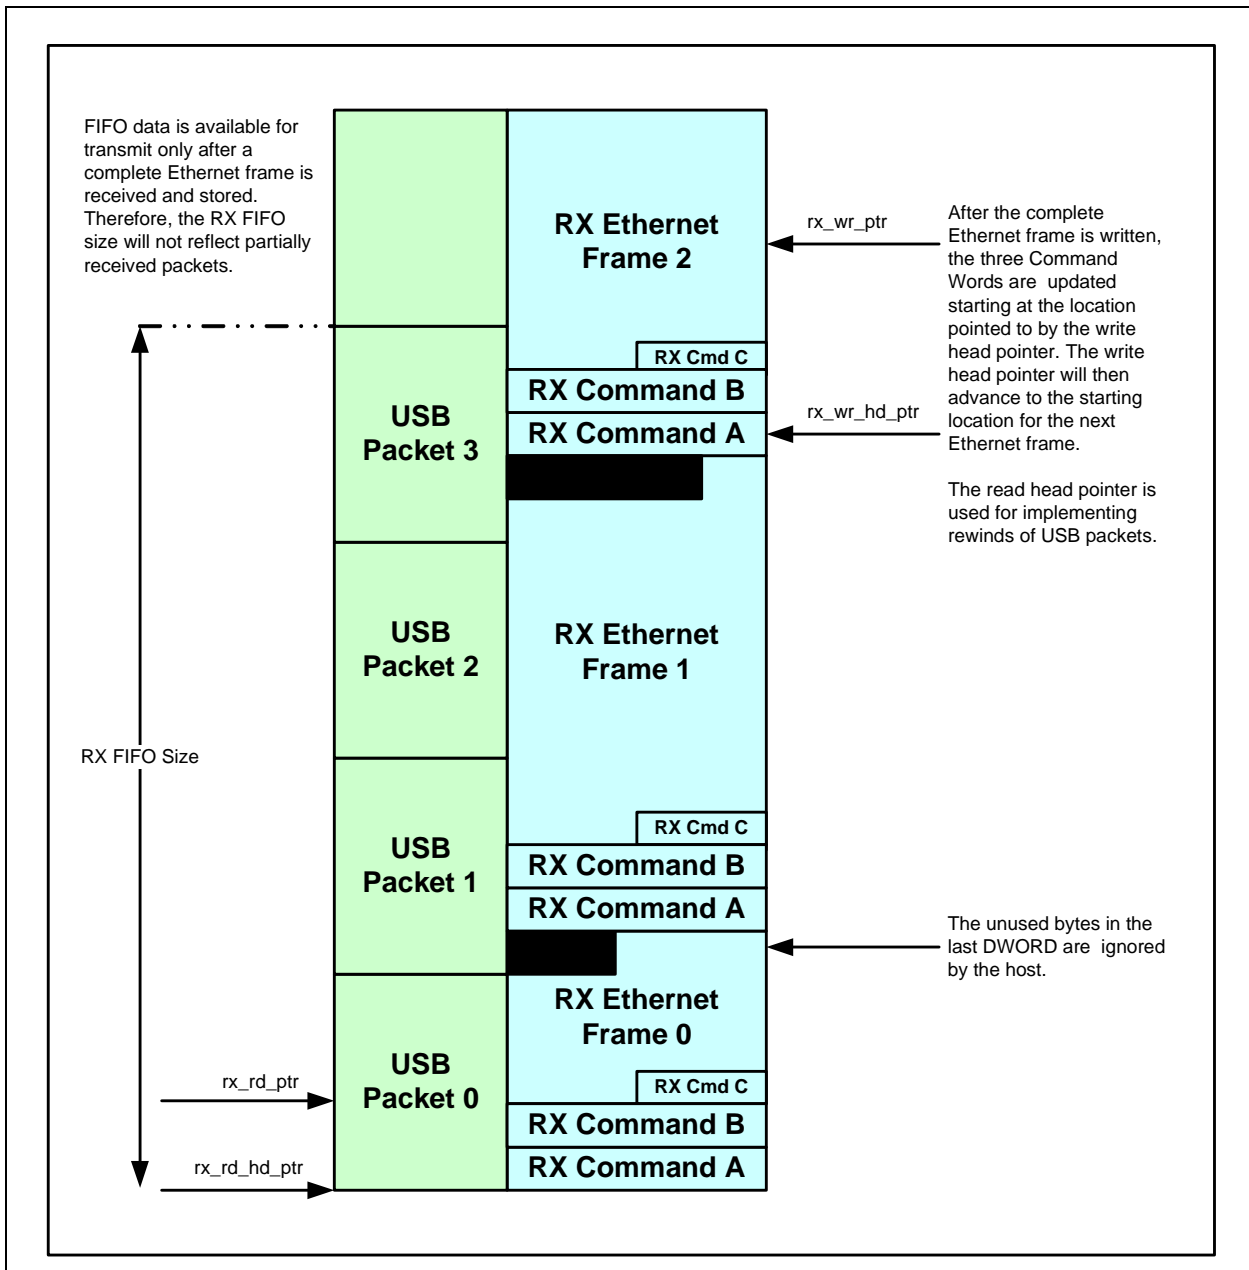 FIFO data is available for
transmit only after a
complete Ethernet frame is
received and stored.
Therefore, the RX FIFO
size will not reflect partially
received packets.
RX Ethernet
Frame 2
rx_wr_ptr
After the complete
Ethernet frame is written,
the three Command
Words are updated
starting at the location
pointed to by the write
head pointer. The write
head pointer will then
advance to the starting
location for the next
Ethernet frame.
The read head pointer is
used for implementing
rewinds of USB packets.
RX Cmd C
RX Command B
RX Command A
rx_wr_hd_ptr
USB
Packet 3
USB
Packet 2
RX Ethernet
Frame 1
RX FIFO Size
USB
Packet 1
RX Cmd C
RX Command B
RX Command A
The unused bytes in the
last DWORD are ignored
by the host.
RX Ethernet
Frame 0
USB
Packet 0
rx_rd_ptr
RX Cmd C
RX Command B
RX Command A
rx_rd_hd_ptr